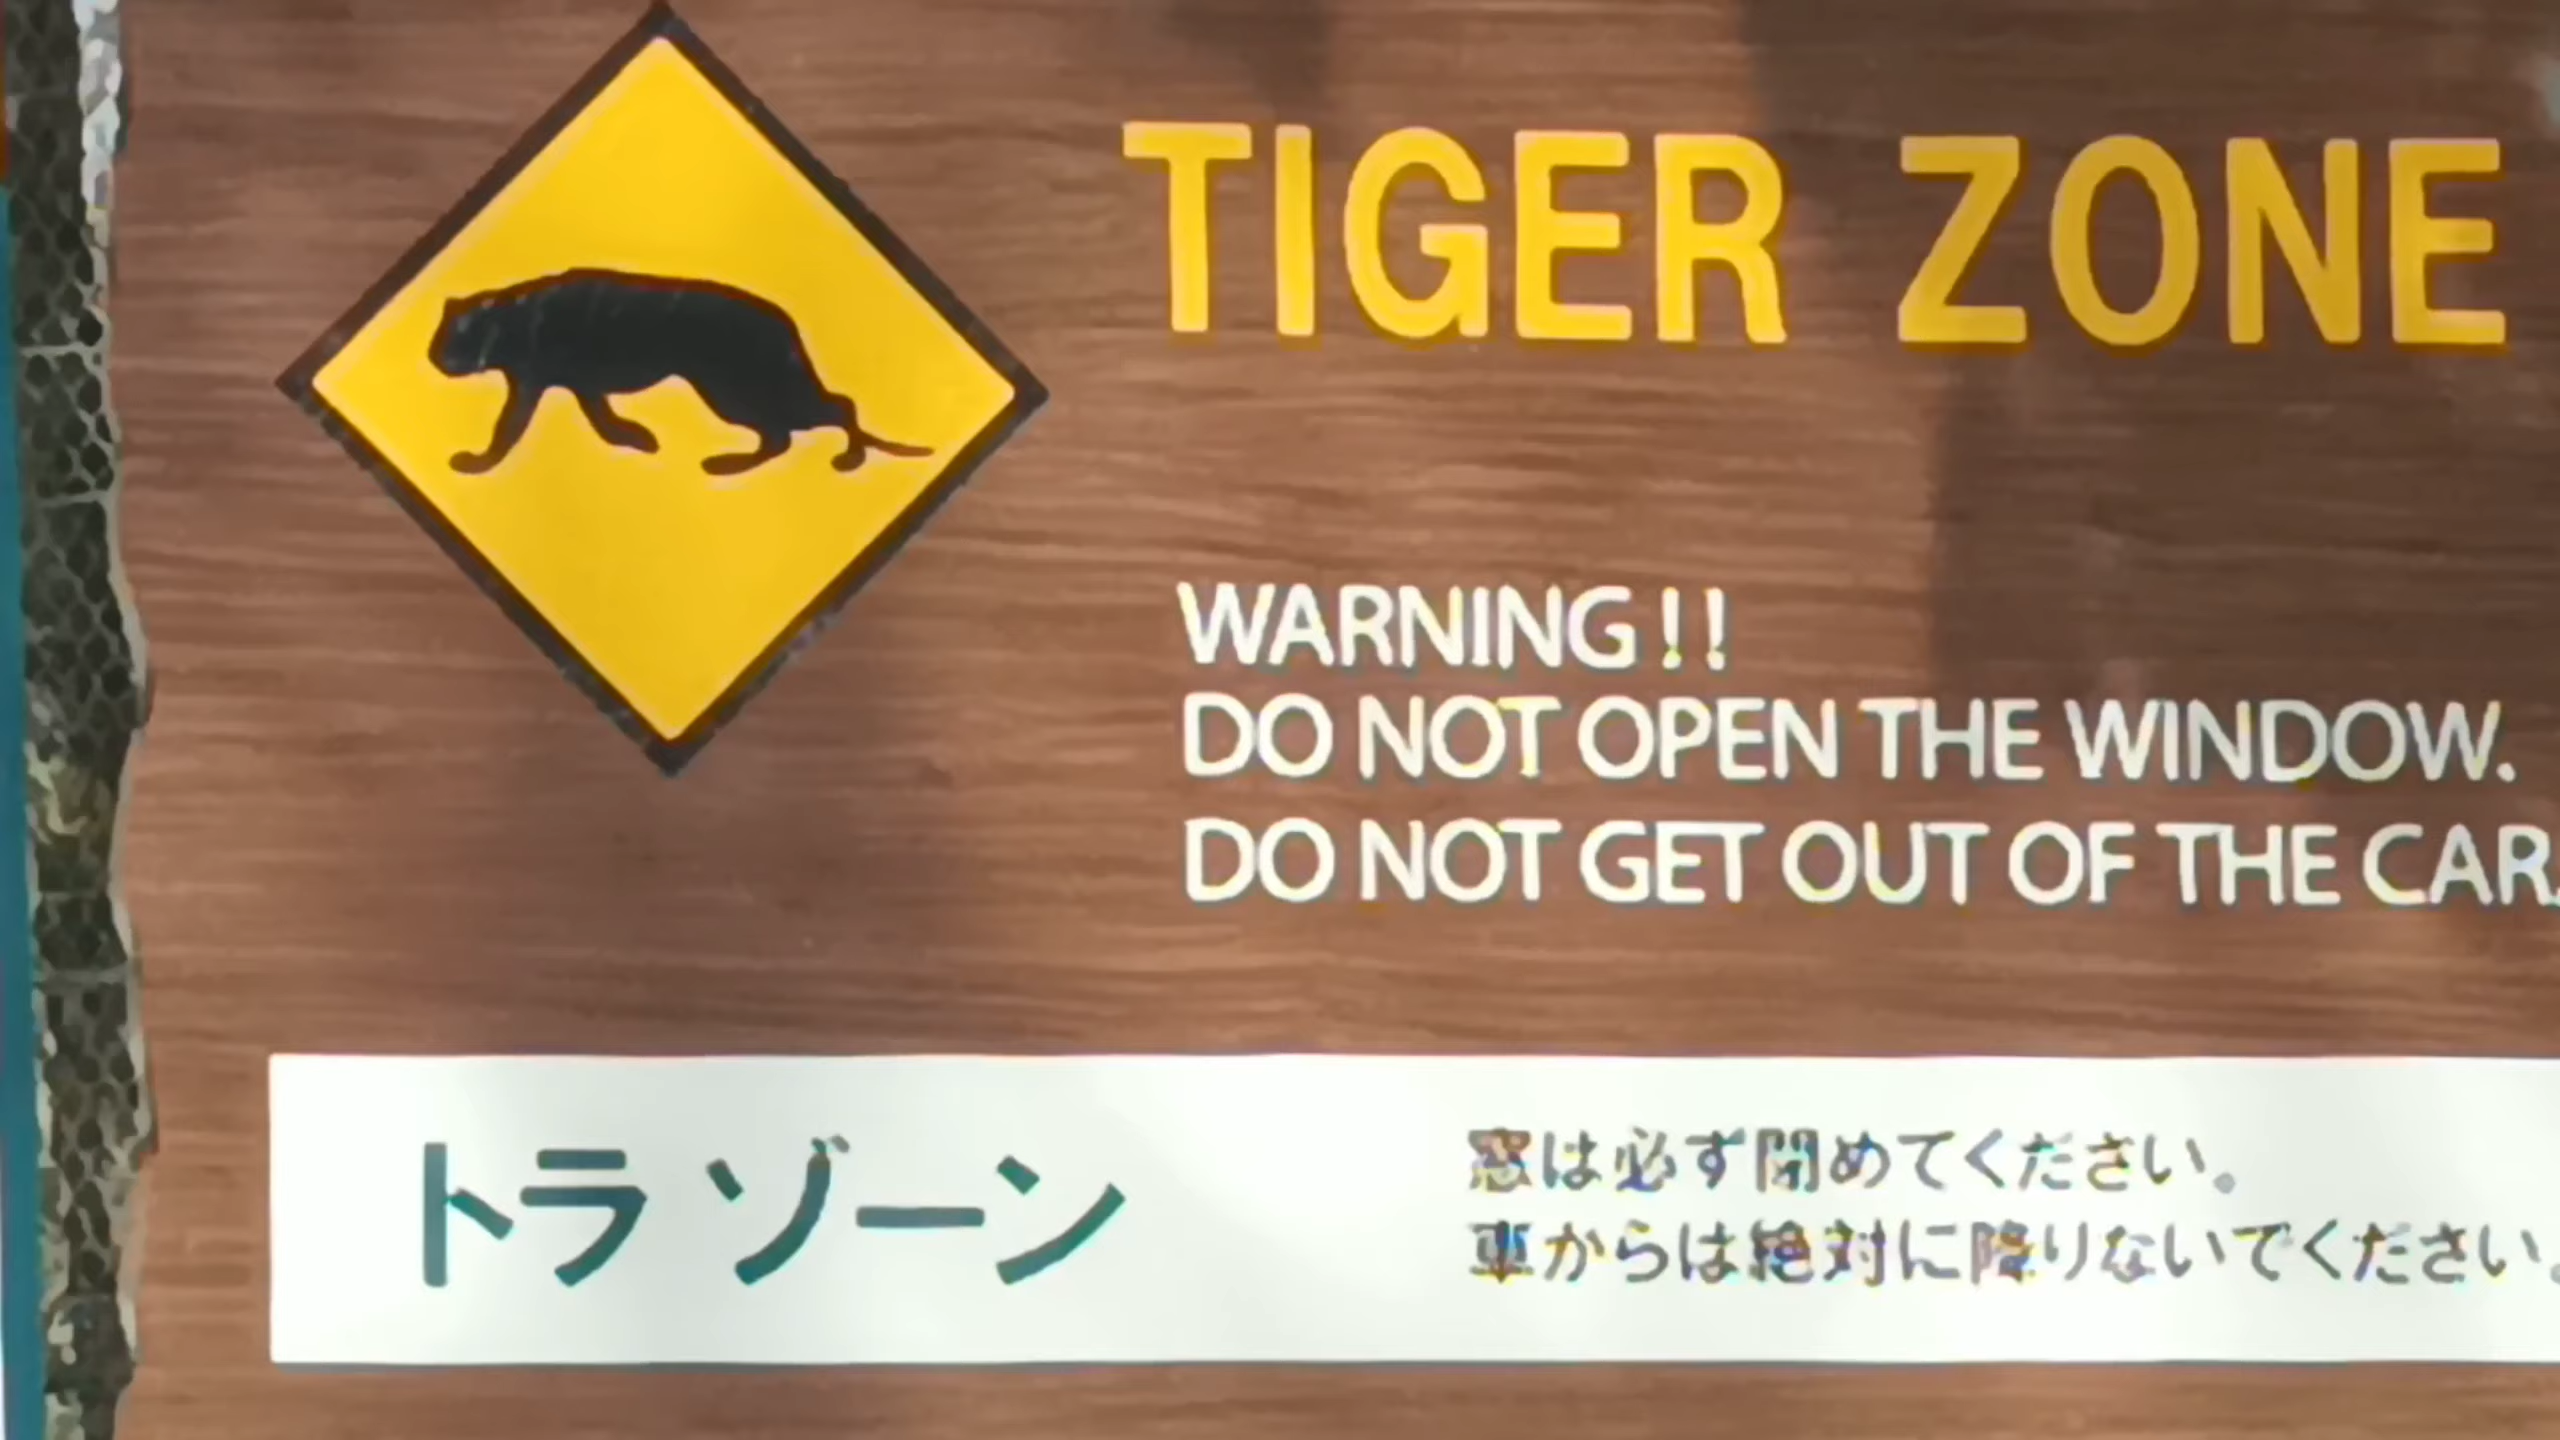 TIGER ZONE
WARNING!!
DO NOT OPEN THE WINDOW.
DO NOT GET OUT OF THE CAR.
トラ ゾーン
窓は必ず閉めてください。
車からは絶対に降りないでください。